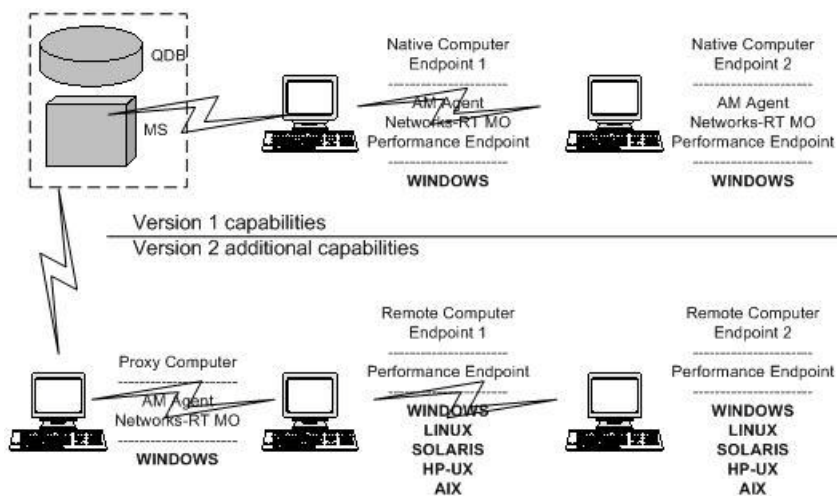 QDB
MS
Native Computer
Endpoint 1
AM Agent
Networks-RT MO
Performance Endpoint
WINDOWS
Native Computer
Endpoint 2
AM Agent
Networks-RT MO
Performance Endpoint
WINDOWS
Version 1 capabilities
Version 2 additional capabilities
Proxy Computer
AM Agent
Networks-RT MO
WINDOWS
Remote Computer
Endpoint 1
Performance Endpoint
WINDOWS
LINUX
SOLARIS
HP-UX
AIX
Remote Computer
Endpoint 2
Performance Endpoint
WINDOWS
LINUX
SOLARIS
HP-UX
AIX